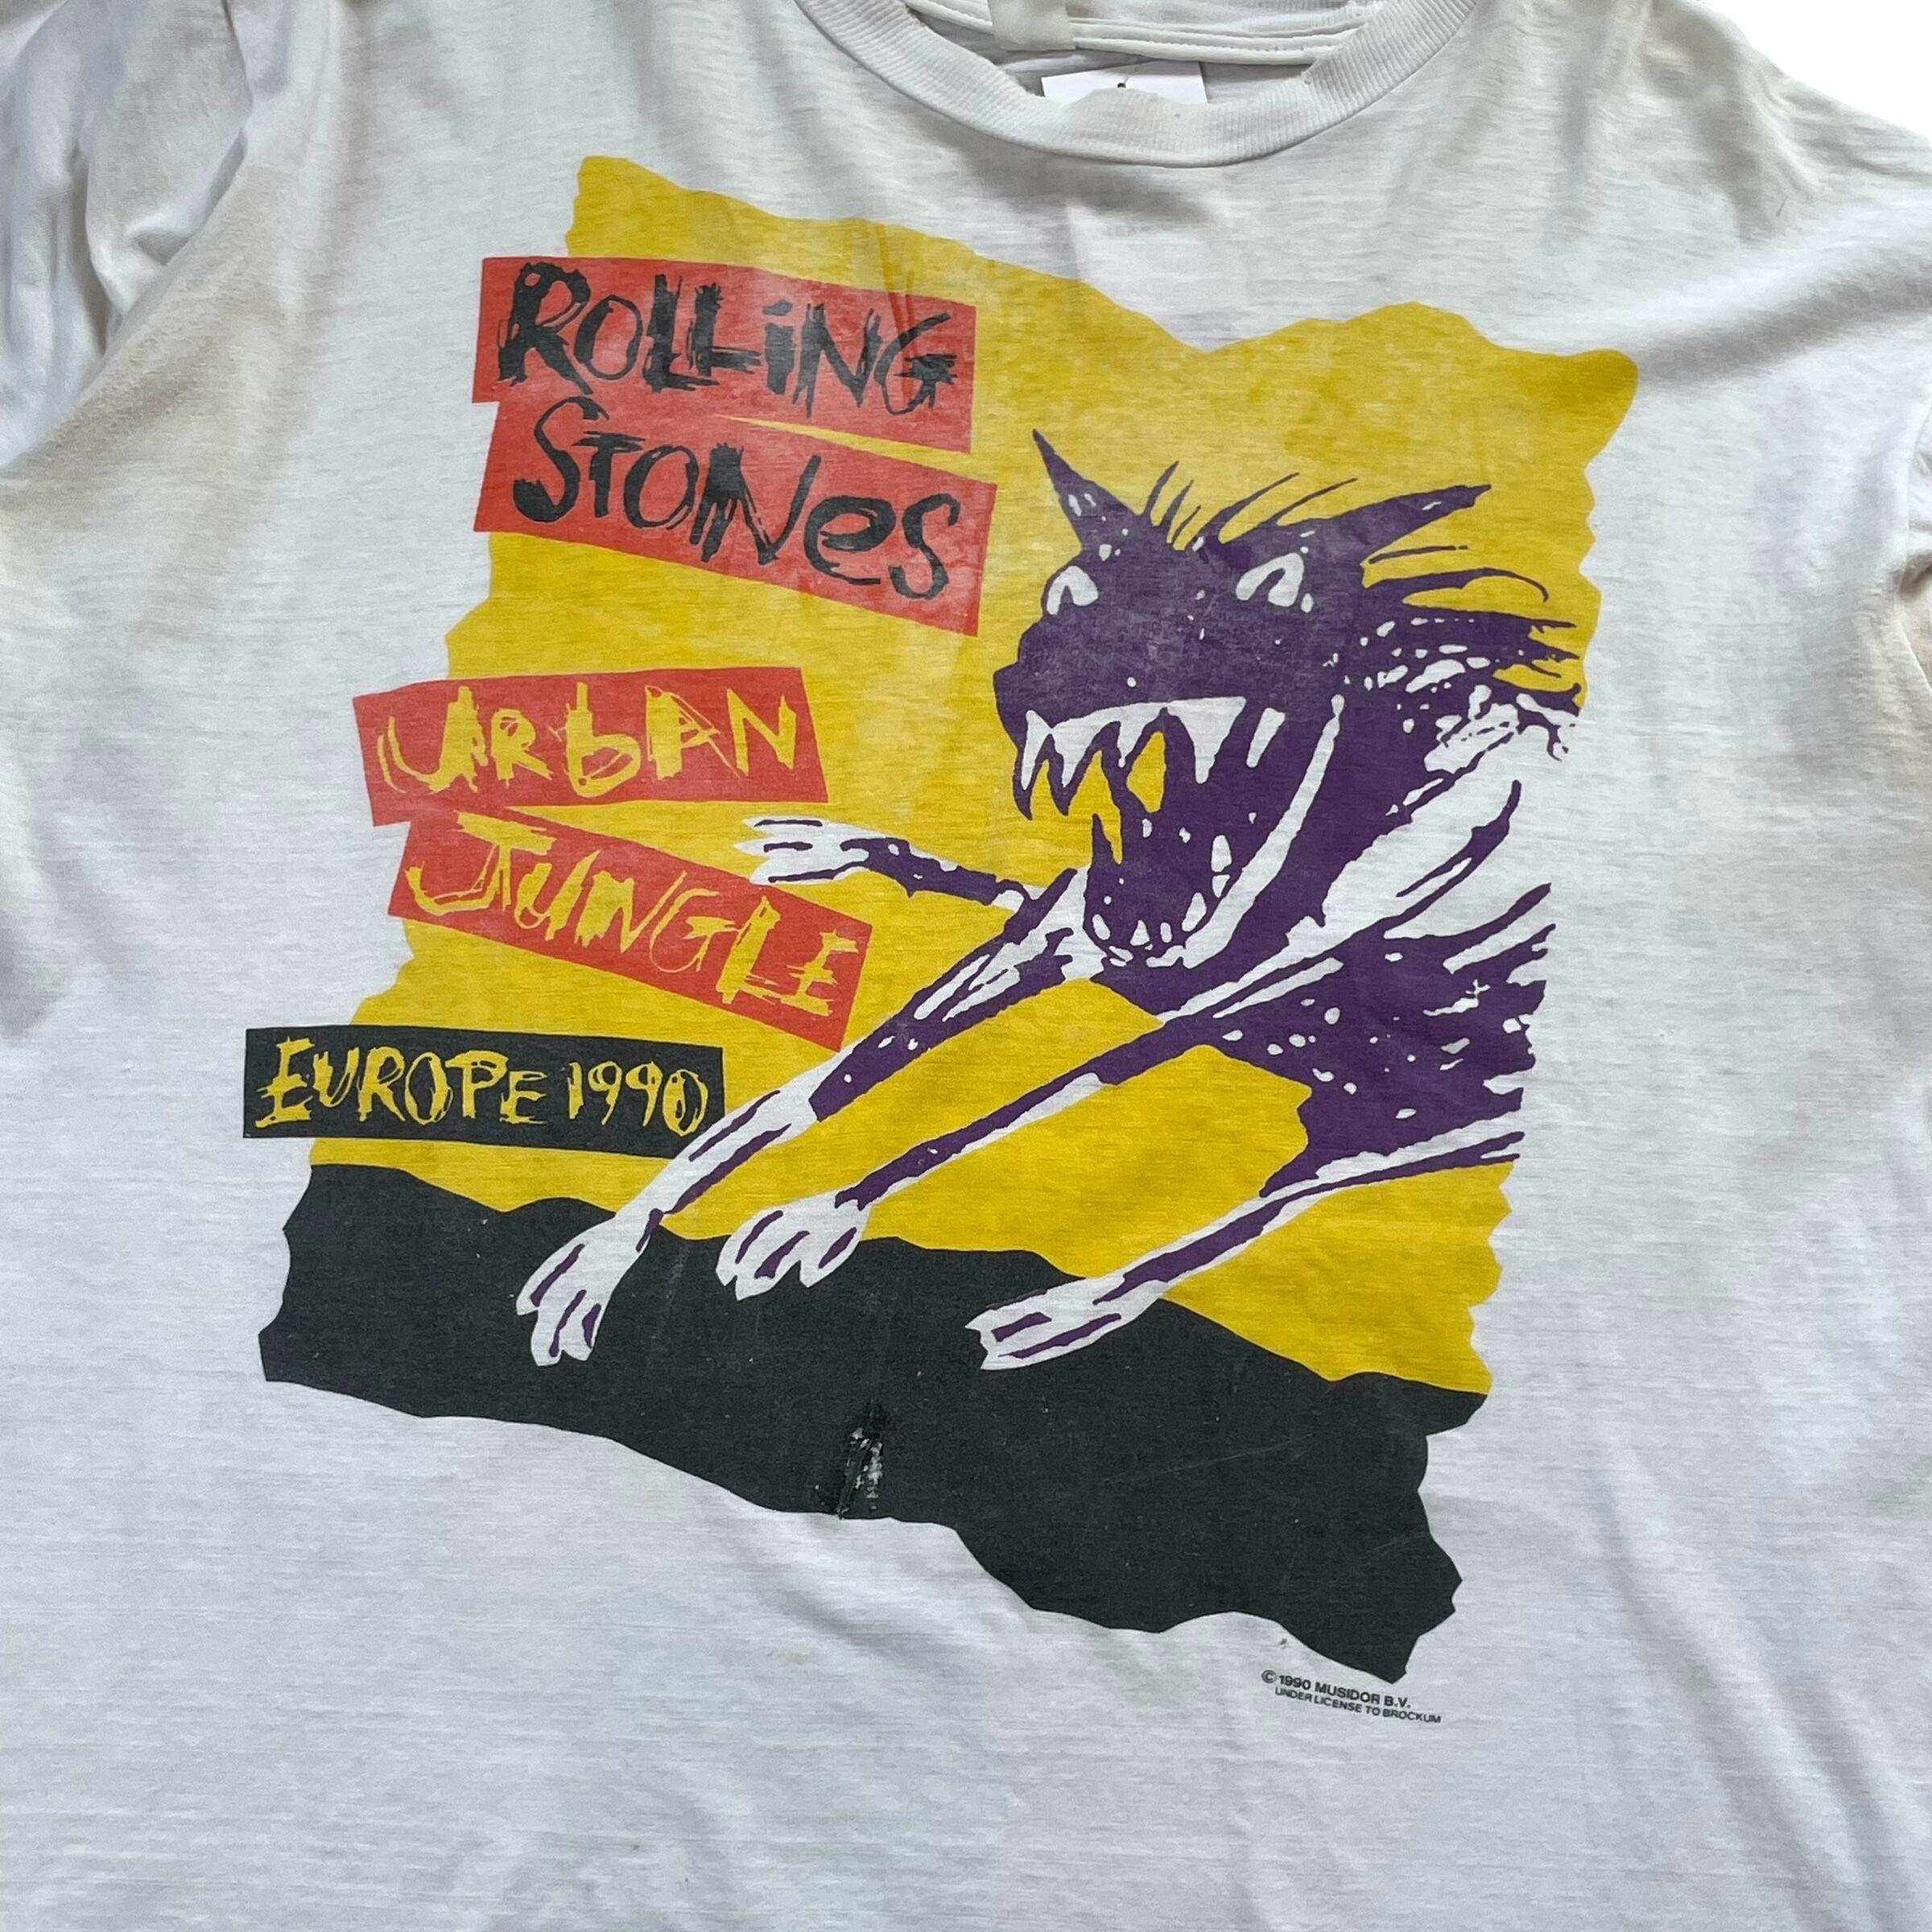 ROLLiNG
STONeS
URbAN
JUNGLE
EUROPE 1990
© 1990 MUSIDOR B.V.
UNDER LICENSE TO BROCKUM